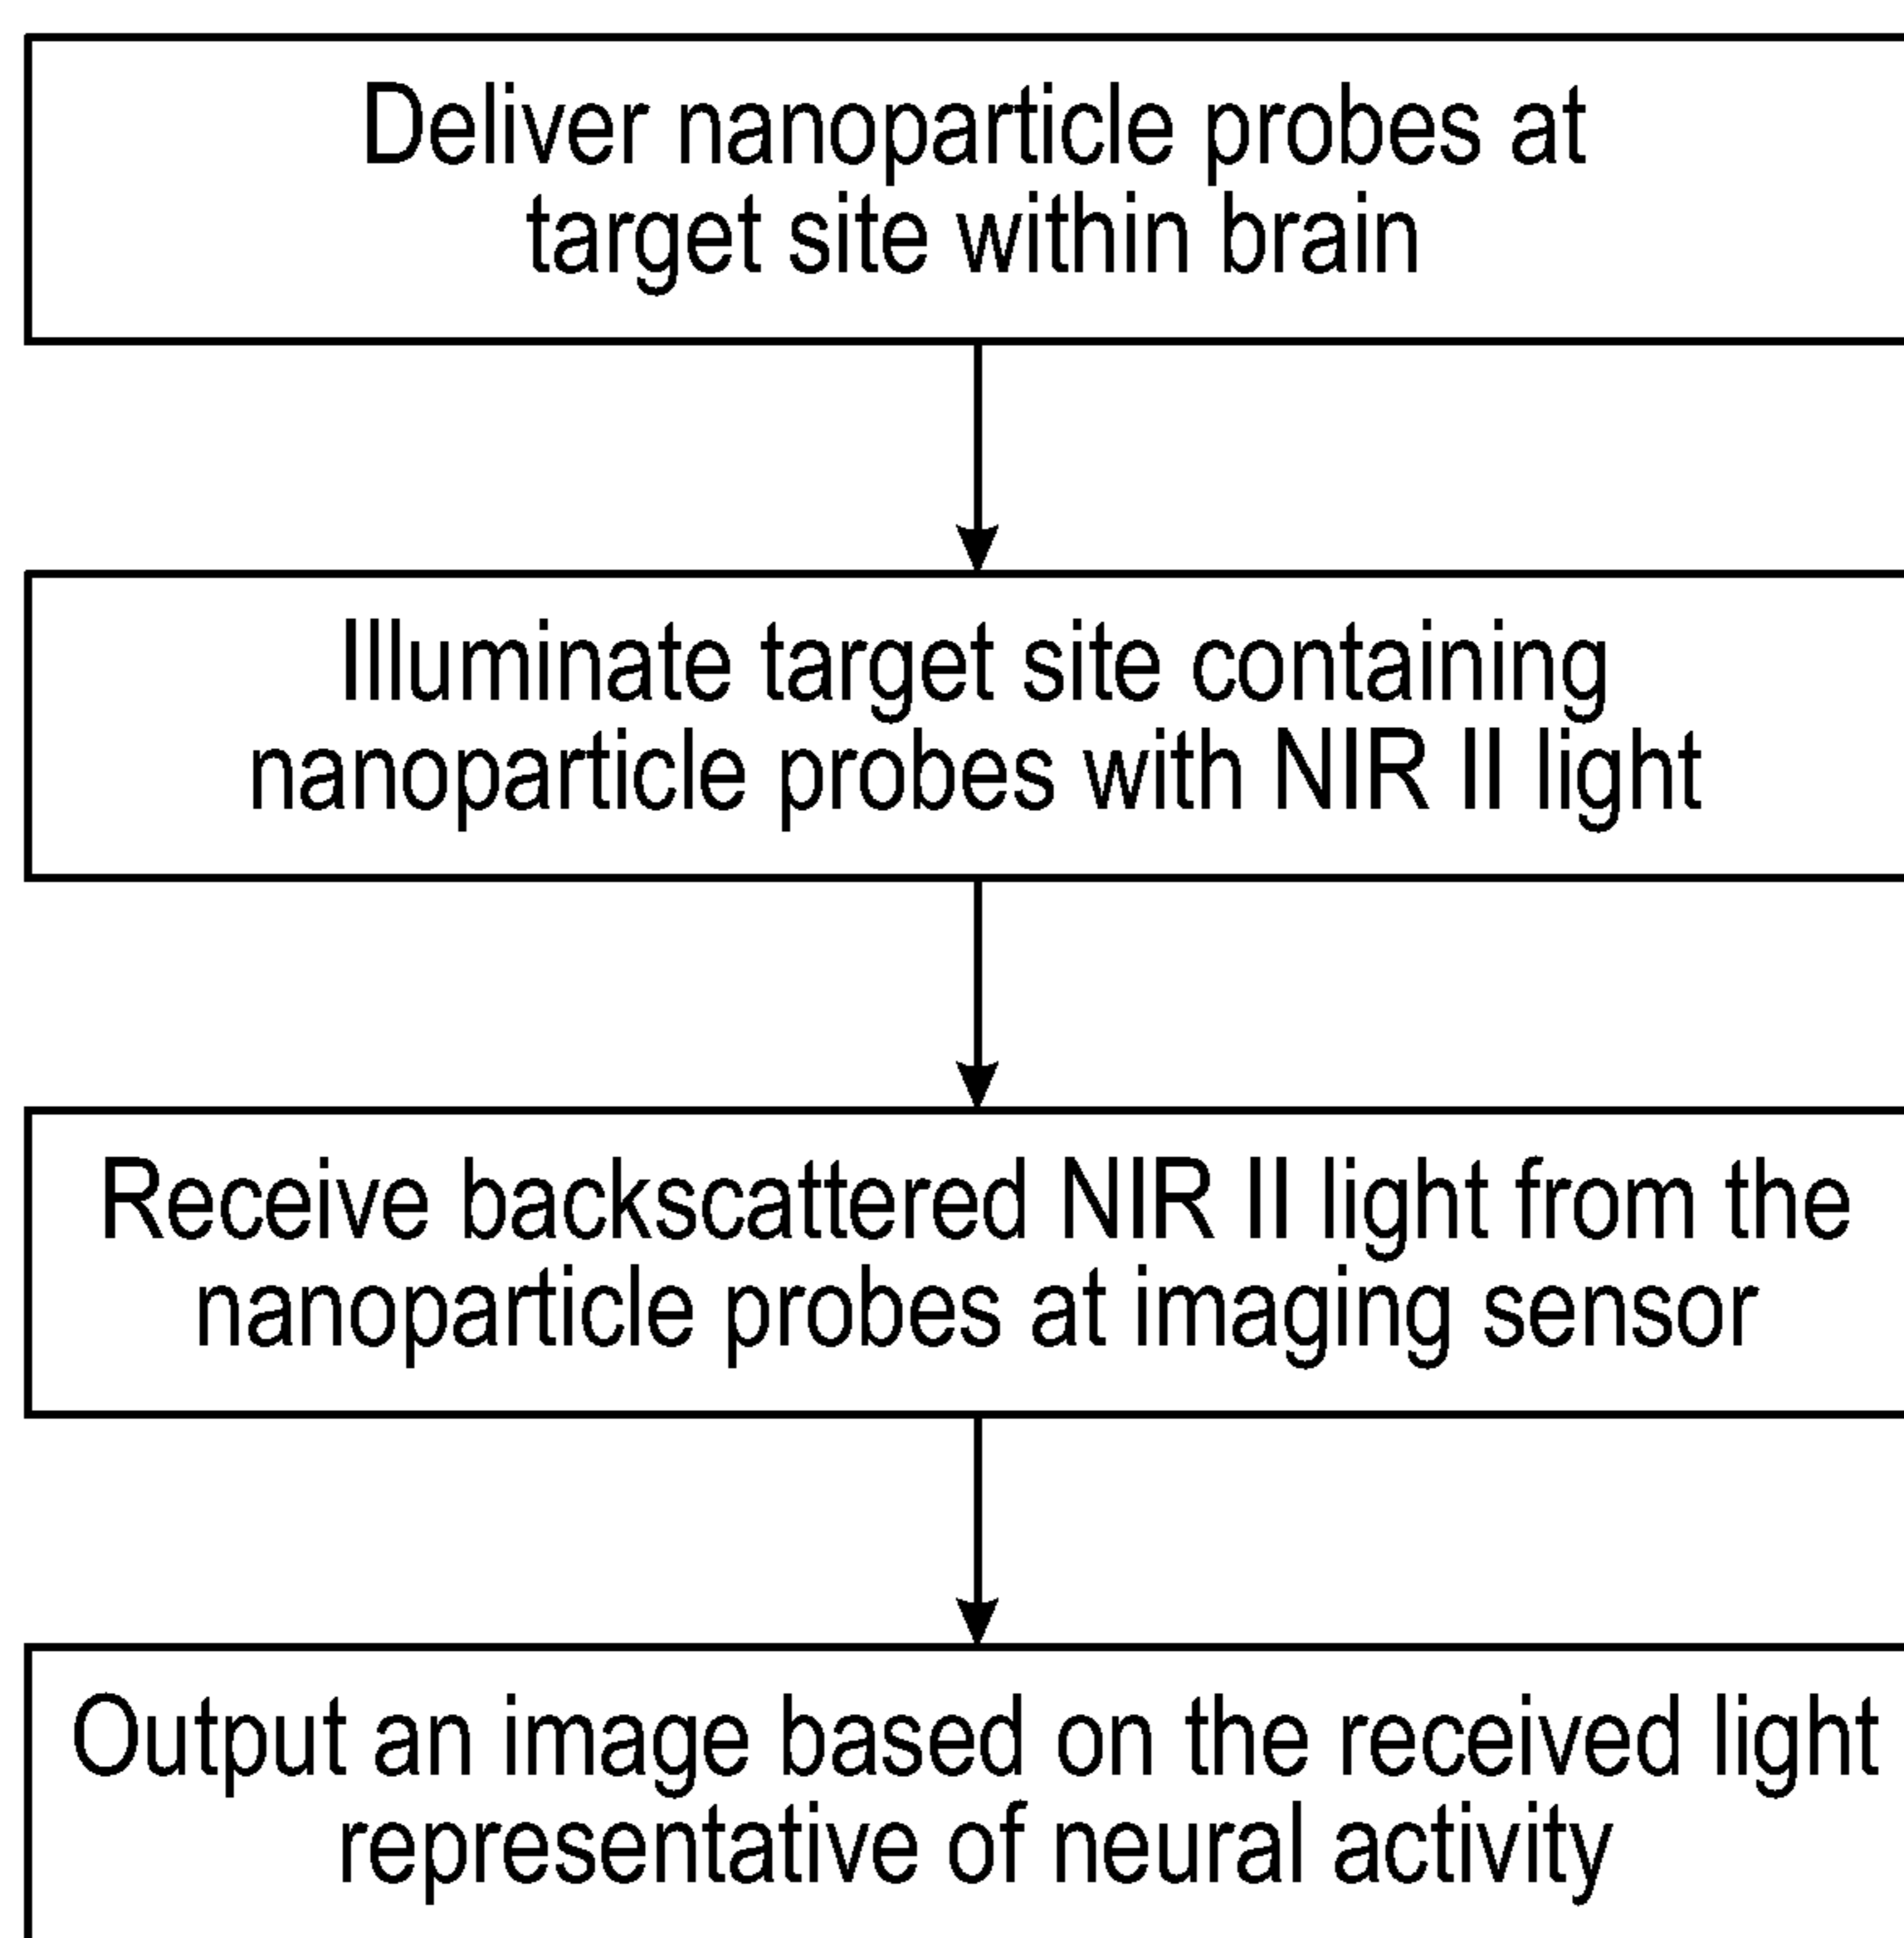 Deliver nanoparticle probes at
target site within brain
Illuminate target site containing
nanoparticle probes with NIR II light
Receive backscattered NIR II light from the
nanoparticle probes at imaging sensor
Output an image based on the received light
representative of neural activity